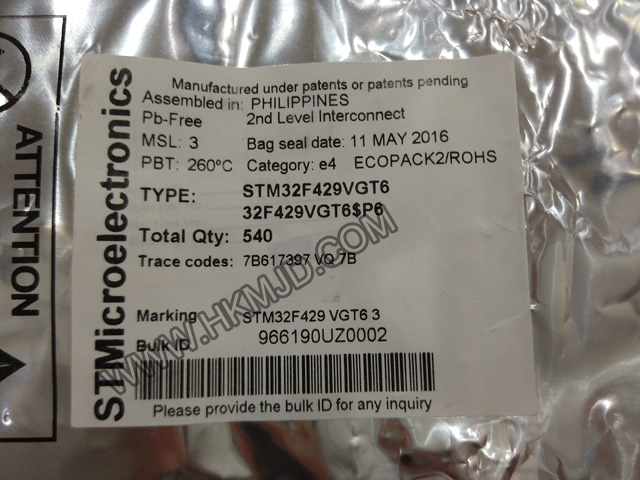 ATTENTION
STMicroelectronics
Manufactured under patents or patents pending
Assembled in: PHILIPPINES
Pb-Free 2nd Level Interconnect
MSL: 3 Bag seal date: 11 MAY 2016
PBT: 260ºC Category: e4 ECOPACK2/ROHS
TYPE: STM32F429VGT6
32F429VGT6$P6
Total Qty: 540
Trace codes: 7B617397 VQ 7B
Marking STM32F429 VGT6 3
Bulk ID 966190UZ0002
Please provide the bulk ID for any inquiry
WWW.HKMJD.COM
6